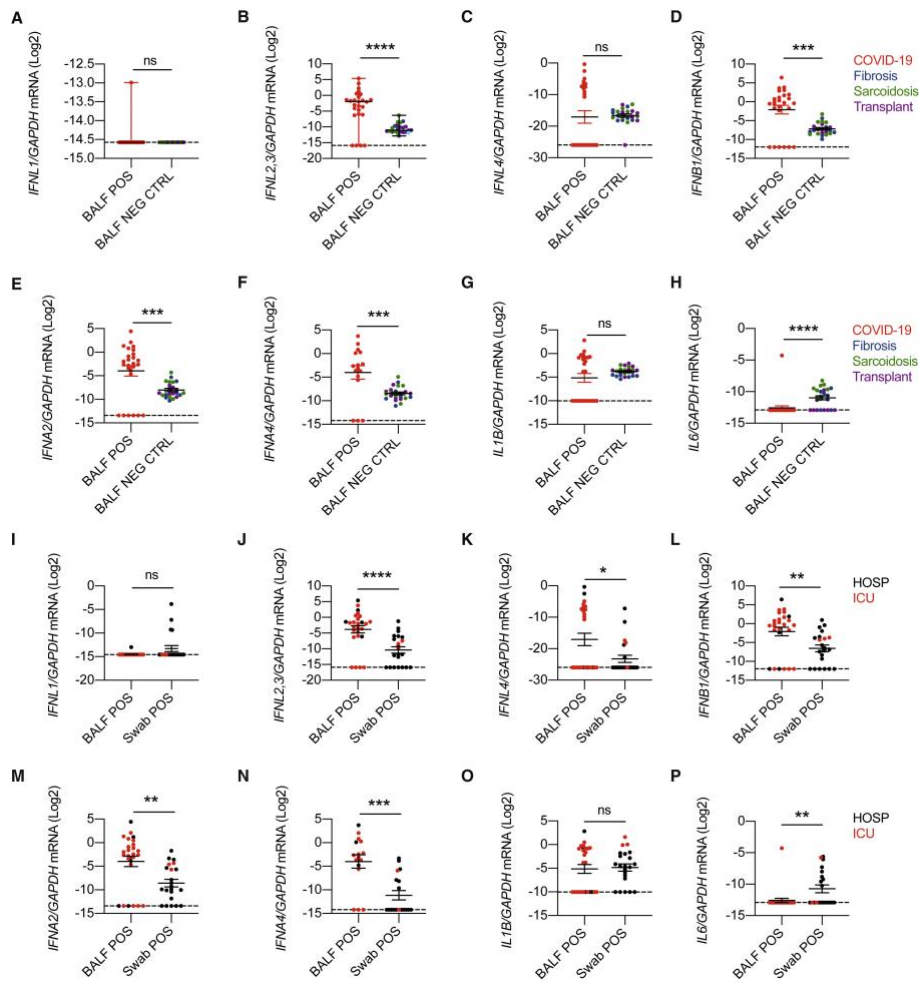 A
IFNL1/GAPDH mRNA (Log2)
-12.5
-13.0
-13.5
-14.0
-14.5
-15.0
ns
BALF POS
BALF NEG CTRL
B
IFNL2,3/GAPDH mRNA (Log2)
10
5
0
-5
-10
-15
-20
****
BALF POS
BALF NEG CTRL
C
IFNL4/GAPDH mRNA (Log2)
0
-10
-20
-30
ns
BALF POS
BALF NEG CTRL
D
IFNB1/GAPDH mRNA (Log2)
10
5
0
-5
-10
-15
***
BALF POS
BALF NEG CTRL
COVID-19
Fibrosis
Sarcoidosis
Transplant
E
IFNA2/GAPDH mRNA (Log2)
5
0
-5
-10
-15
***
BALF POS
BALF NEG CTRL
F
IFNA4/GAPDH mRNA (Log2)
5
0
-5
-10
-15
***
BALF POS
BALF NEG CTRL
G
IL1B/GAPDH mRNA (Log2)
5
0
-5
-10
-15
ns
BALF POS
BALF NEG CTRL
H
IL6/GAPDH mRNA (Log2)
0
-5
-10
-15
****
BALF POS
BALF NEG CTRL
COVID-19
Fibrosis
Sarcoidosis
Transplant
I
IFNL1/GAPDH mRNA (Log2)
0
-5
-10
-15
-20
ns
BALF POS
Swab POS
J
IFNL2,3/GAPDH mRNA (Log2)
10
5
0
-5
-10
-15
-20
****
BALF POS
Swab POS
K
IFNL4/GAPDH mRNA (Log2)
0
-10
-20
-30
*
BALF POS
Swab POS
L
IFNB1/GAPDH mRNA (Log2)
10
5
0
-5
-10
-15
**
BALF POS
Swab POS
HOSP
ICU
M
IFNA2/GAPDH mRNA (Log2)
5
0
-5
-10
-15
**
BALF POS
Swab POS
N
IFNA4/GAPDH mRNA (Log2)
5
0
-5
-10
-15
***
BALF POS
Swab POS
O
IL1B/GAPDH mRNA (Log2)
5
0
-5
-10
-15
ns
BALF POS
Swab POS
P
IL6/GAPDH mRNA (Log2)
0
-5
-10
-15
**
BALF POS
Swab POS
HOSP
ICU